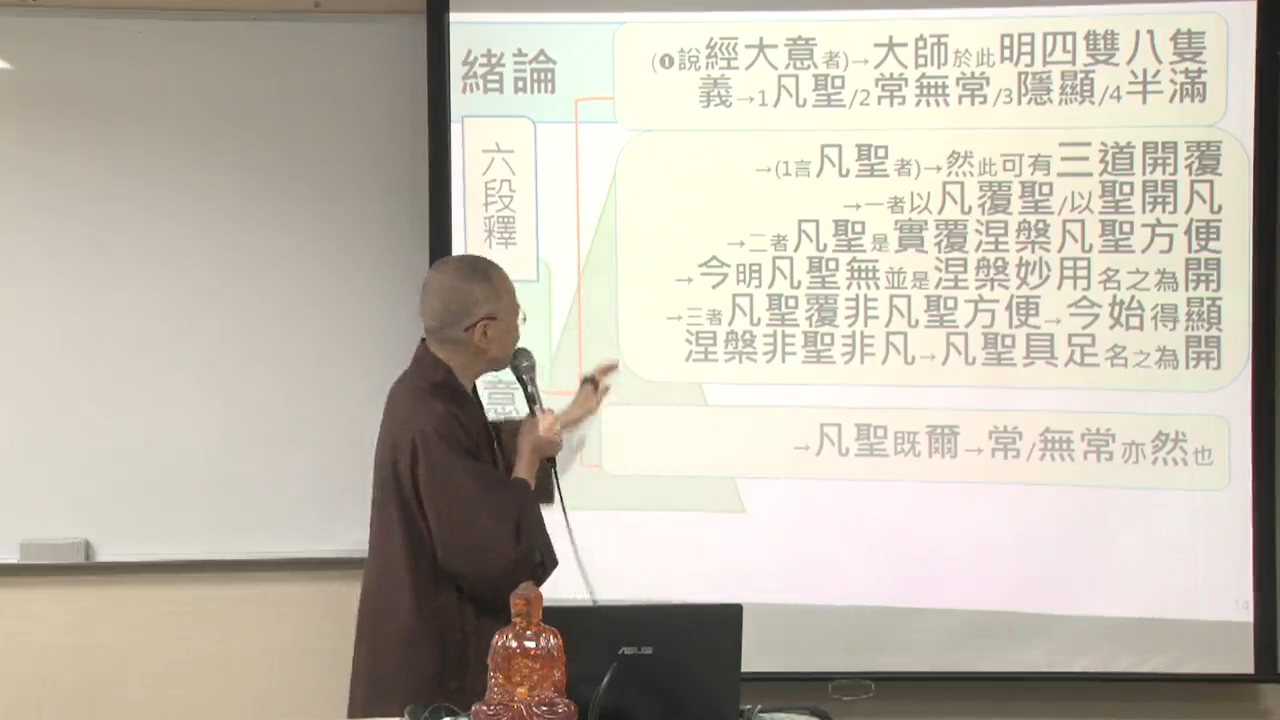 緒論
六段釋
意
(❶說經大意者)→大師於此明四雙八隻
義→1凡聖/2常無常/3隱顯/4半滿
→(1言凡聖者)→然此可有三道開覆
→一者以凡覆聖/以聖開凡
→二者凡聖是實覆涅槃凡聖方便
→今明凡聖無並是涅槃妙用名之為開
→三者凡聖覆非凡聖方便→今始得顯
涅槃非聖非凡→凡聖具足名之為開
→凡聖既爾→常/無常亦然也
14
ASUS